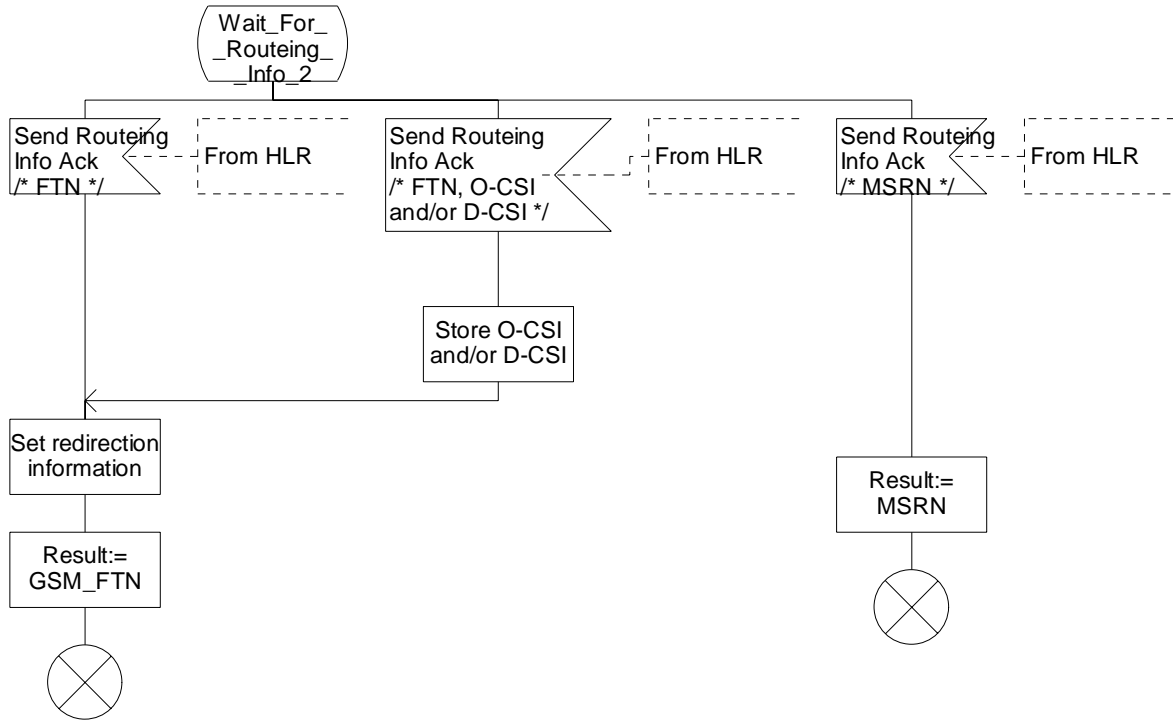 Wait_For_
_Routeing_
_Info_2
Send Routeing
Info Ack
/* FTN */
From HLR
Send Routeing
Info Ack
/* FTN, O-CSI
and/or D-CSI */
From HLR
Send Routeing
Info Ack
/* MSRN */
From HLR
Store O-CSI
and/or D-CSI
Set redirection
information
Result:=
GSM_FTN
Result:=
MSRN